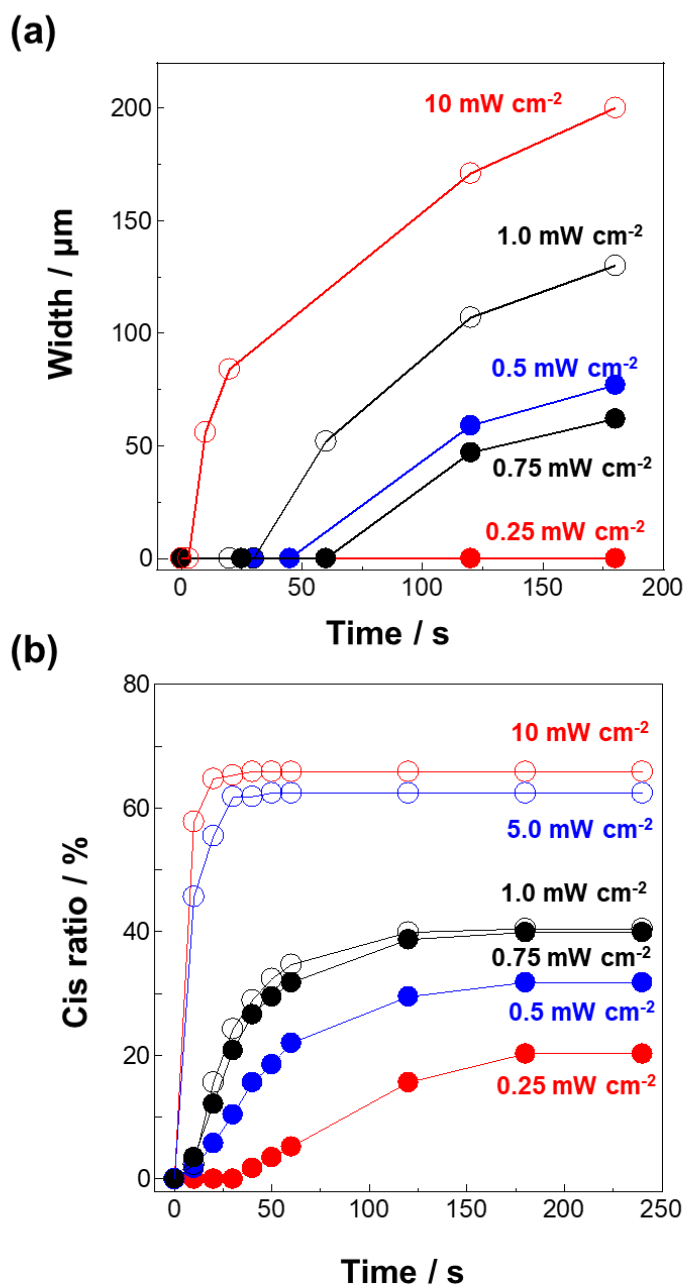 (a)
200
150
100
50
0
Width / µm
10 mW cm-2
1.0 mW cm-2
0.5 mW cm-2
0.75 mW cm-2
0.25 mW cm-2
0 50 100 150 200
Time / s
(b)
80
60
40
20
0
Cis ratio / %
10 mW cm-2
5.0 mW cm-2
1.0 mW cm-2
0.75 mW cm-2
0.5 mW cm-2
0.25 mW cm-2
0 50 100 150 200 250
Time / s